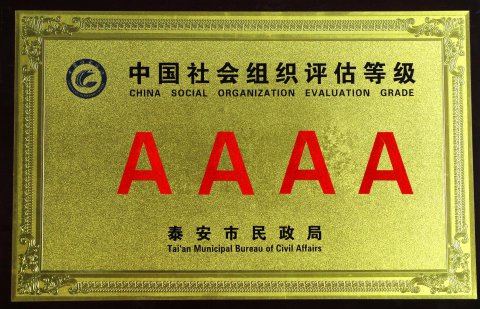 中国社会组织评估等级
CHINA SOCIAL ORGANIZATION EVALUATION GRADE
AAAA
泰安市民政局
Tai'an Municipal Bureau of Civil Affairs